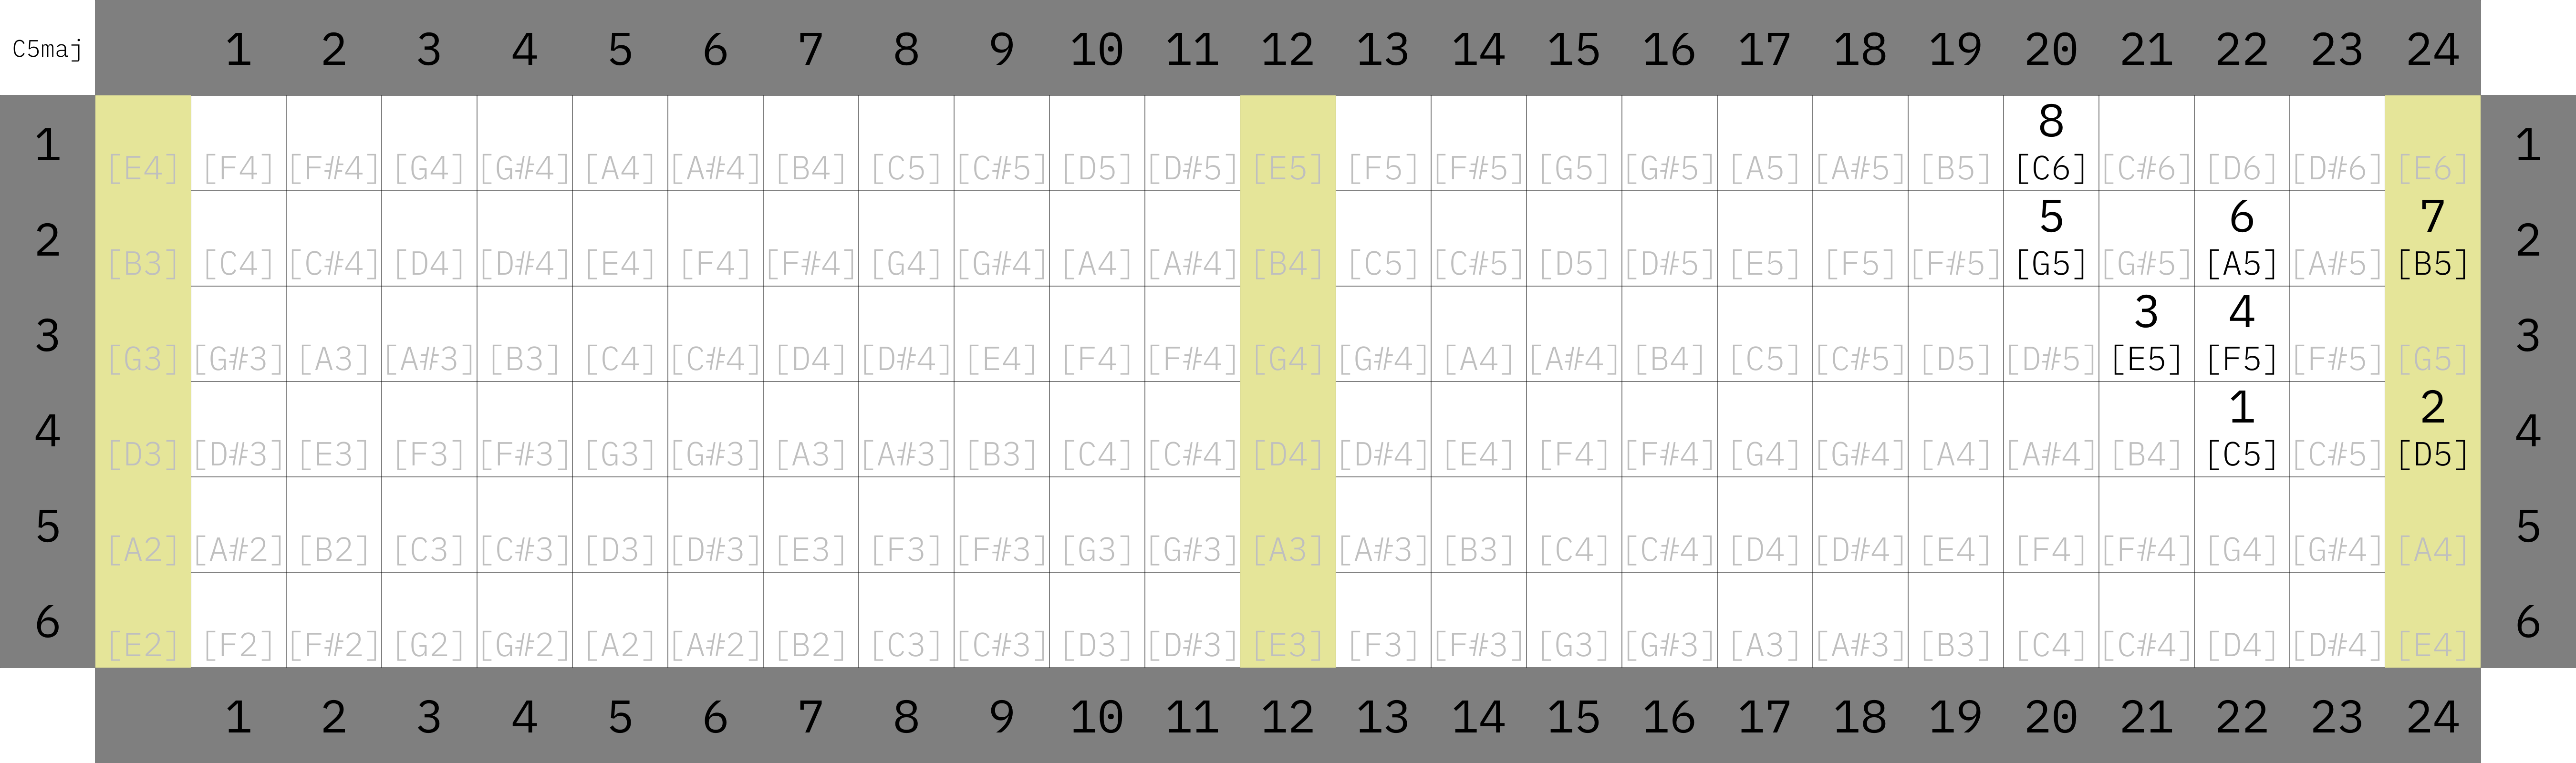 C5maj 1 2 3 4 5 6 7 8 9 10 11 12 13 14 15 16 17 18 19 20 21 22 23 24
8
1 [E4] [F4] [F#4] [G4] [G#4] [A4] [A#4] [B4] [C5] [C#5] [D5] [D#5] [E5] [F5] [F#5] [G5] [G#5] [A5] [A#5] [B5] [C6] [C#6] [D6] [D#6] [E6] 1
5 6 7
2 [B3] [C4] [C#4] [D4] [D#4] [E4] [F4] [F#4] [G4] [G#4] [A4] [A#4] [B4] [C5] [C#5] [D5] [D#5] [E5] [F5] [F#5] [G5] [G#5] [A5] [A#5] [B5] 2
3 4
3 [G3] [G#3] [A3] [A#3] [B3] [C4] [C#4] [D4] [D#4] [E4] [F4] [F#4] [G4] [G#4] [A4] [A#4] [B4] [C5] [C#5] [D5] [D#5] [E5] [F5] [F#5] [G5] 3
1 2
4 [D3] [D#3] [E3] [F3] [F#3] [G3] [G#3] [A3] [A#3] [B3] [C4] [C#4] [D4] [D#4] [E4] [F4] [F#4] [G4] [G#4] [A4] [A#4] [B4] [C5] [C#5] [D5] 4
5 [A2] [A#2] [B2] [C3] [C#3] [D3] [D#3] [E3] [F3] [F#3] [G3] [G#3] [A3] [A#3] [B3] [C4] [C#4] [D4] [D#4] [E4] [F4] [F#4] [G4] [G#4] [A4] 5
6 [E2] [F2] [F#2] [G2] [G#2] [A2] [A#2] [B2] [C3] [C#3] [D3] [D#3] [E3] [F3] [F#3] [G3] [G#3] [A3] [A#3] [B3] [C4] [C#4] [D4] [D#4] [E4] 6
1 2 3 4 5 6 7 8 9 10 11 12 13 14 15 16 17 18 19 20 21 22 23 24